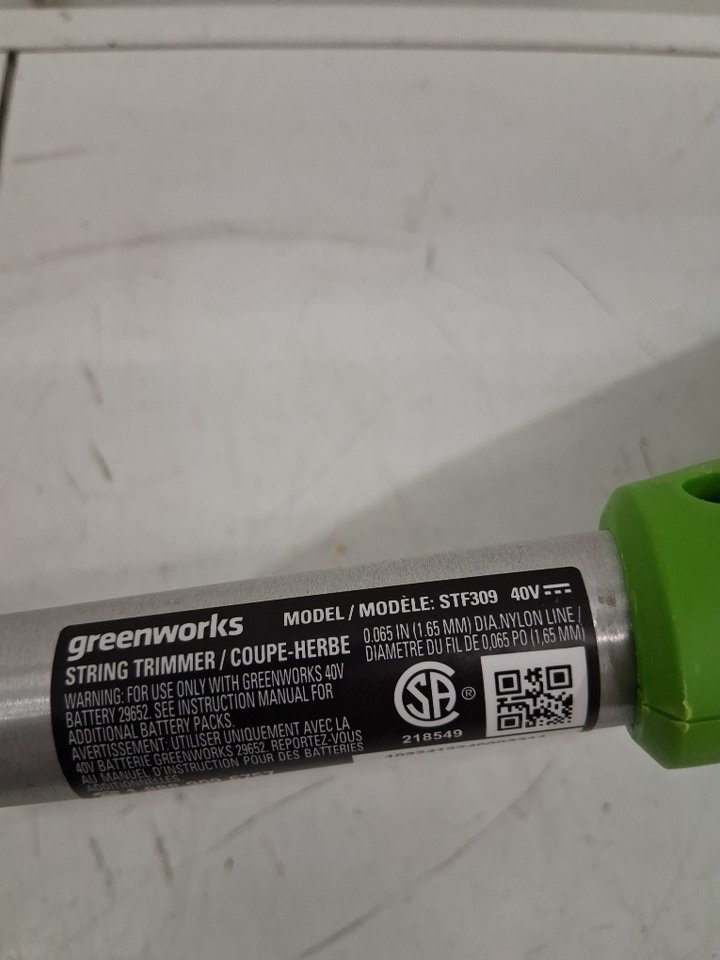 greenworks
MODEL / MODÈLE: STF309 40V
STRING TRIMMER / COUPE-HERBE
0.065 IN (1.65 MM) DIA.NYLON LINE /
DIAMETRE DU FIL DE 0,065 PO (1,65 MM)
WARNING: FOR USE ONLY WITH GREENWORKS 40V
BATTERY 29652. SEE INSTRUCTION MANUAL FOR
ADDITIONAL BATTERY PACKS.
AVERTISSEMENT: UTILISER UNIQUEMENT AVEC LA
40V BATTERIE GREENWORKS 29652. REPORTEZ-VOUS
AU MANUEL D'INSTRUCTION POUR DES BATTERIES
SA ®
218549